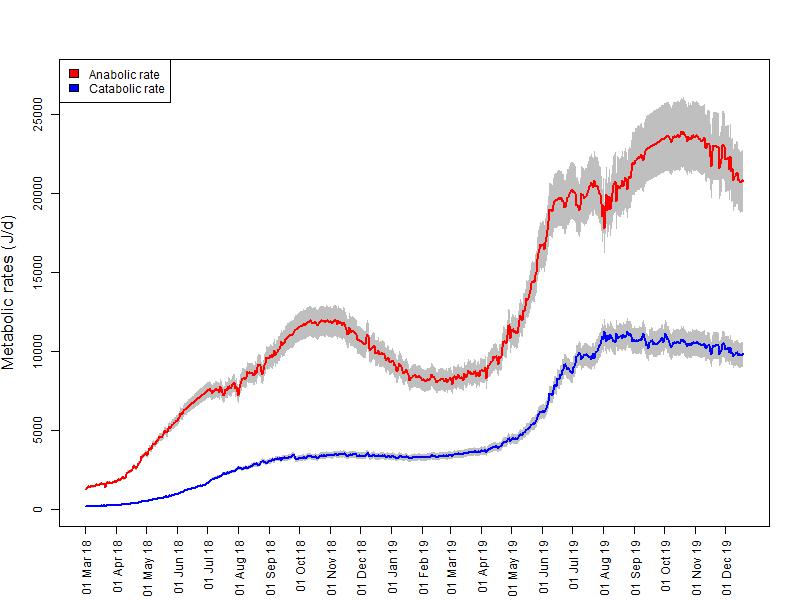 Anabolic rate
Catabolic rate
Metabolic rates (J/d)
25000
20000
15000
10000
5000
0
01 Mar 18
01 Apr 18
01 May 18
01 Jun 18
01 Jul 18
01 Aug 18
01 Sep 18
01 Oct 18
01 Nov 18
01 Dec 18
01 Jan 19
01 Feb 19
01 Mar 19
01 Apr 19
01 May 19
01 Jun 19
01 Jul 19
01 Aug 19
01 Sep 19
01 Oct 19
01 Nov 19
01 Dec 19